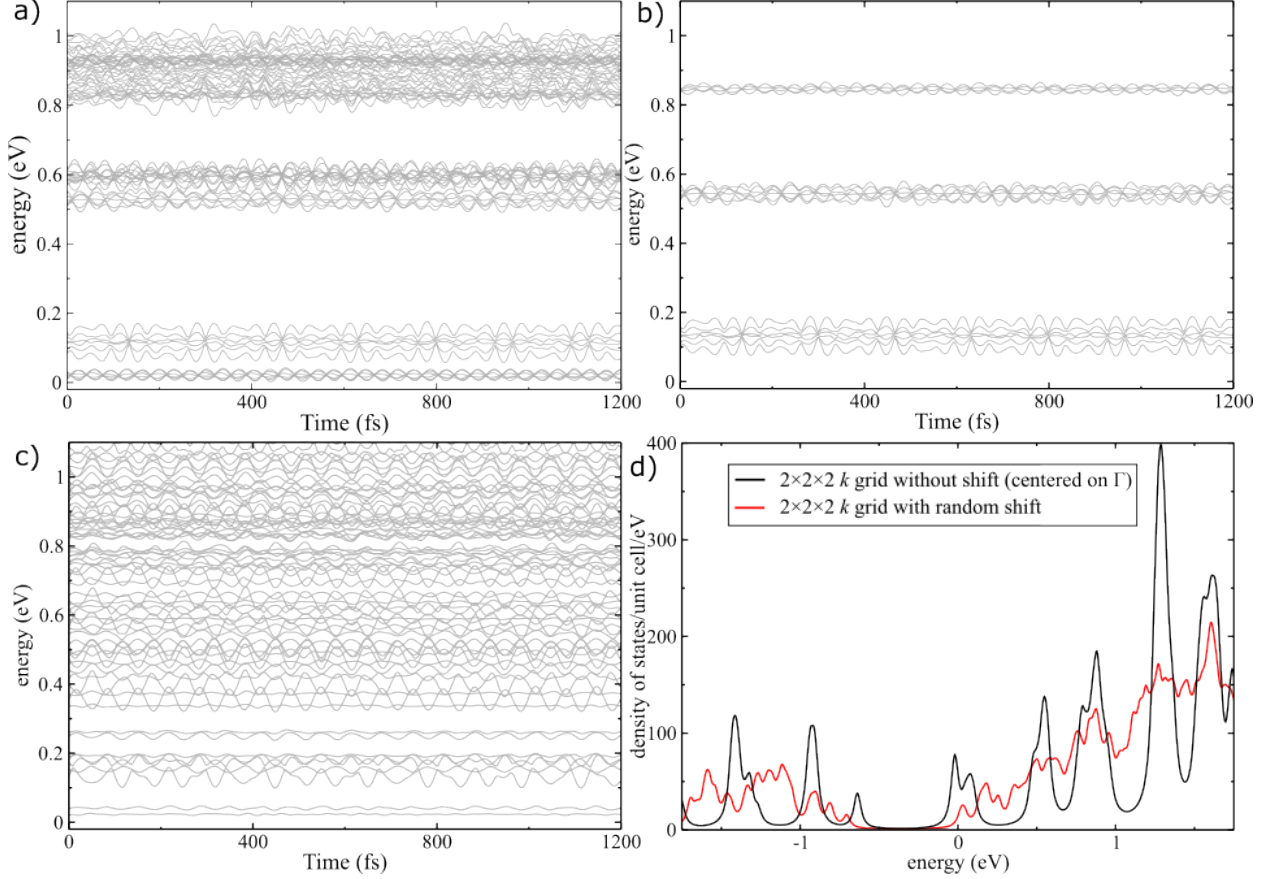 a)
energy (eV)
1
0.8
0.6
0.4
0.2
0
0
400
800
1200
Time (fs)
b)
energy (eV)
1
0.8
0.6
0.4
0.2
0
0
400
800
1200
Time (fs)
c)
energy (eV)
1
0.8
0.6
0.4
0.2
0
0
400
800
1200
Time (fs)
d)
density of states/unit cell/eV
400
300
200
100
0
2×2×2 k grid without shift (centered on Γ)
2×2×2 k grid with random shift
-1
0
1
energy (eV)